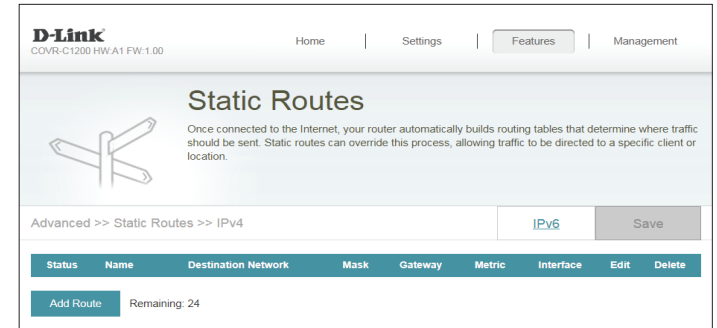 D-Link
COVR-C1200 HW:A1 FW:1.00
Home | Settings | Features | Management
Static Routes
Once connected to the Internet, your router automatically builds routing tables that determine where traffic
should be sent. Static routes can override this process, allowing traffic to be directed to a specific client or
location.
Advanced >> Static Routes >> IPv4 IPv6 Save
Status Name Destination Network Mask Gateway Metric Interface Edit Delete
Add Route Remaining: 24